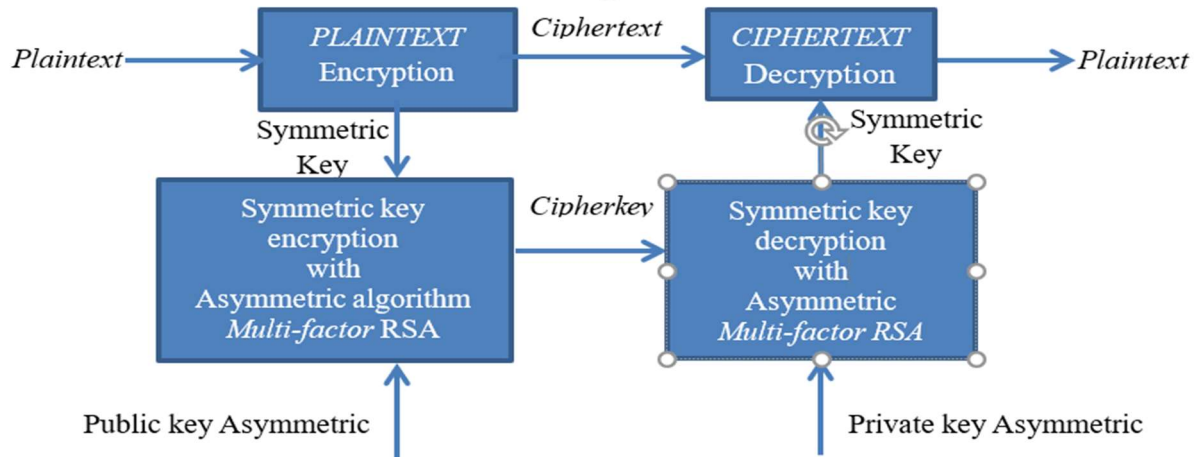 Plaintext
PLAINTEXT
Encryption
Ciphertext
CIPHERTEXT
Decryption
Plaintext
Symmetric
Key
Symmetric
Key
Symmetric key
encryption
with
Asymmetric algorithm
Multi-factor RSA
Cipherkey
Symmetric key
decryption
with
Asymmetric
Multi-factor RSA
Public key Asymmetric
Private key Asymmetric